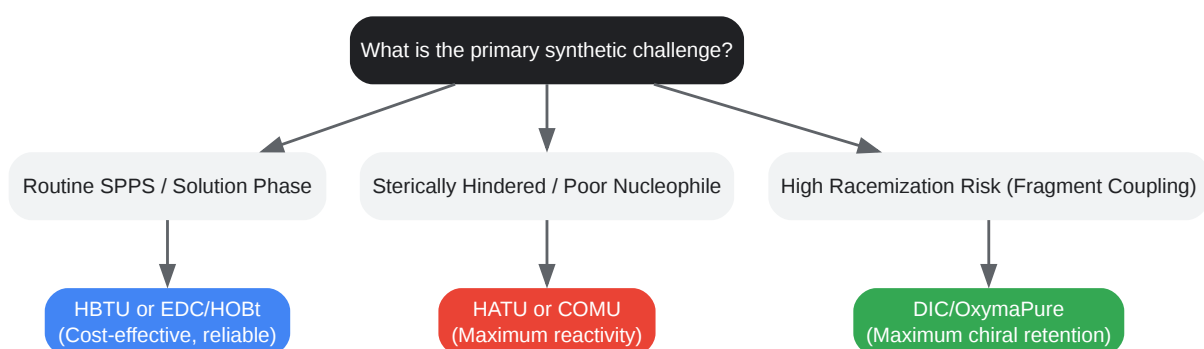 What is the primary synthetic challenge?
Routine SPPS / Solution Phase
Sterically Hindered / Poor Nucleophile
High Racemization Risk (Fragment Coupling)
HBTU or EDC/HOBt
(Cost-effective, reliable)
HATU or COMU
(Maximum reactivity)
DIC/OxymaPure
(Maximum chiral retention)